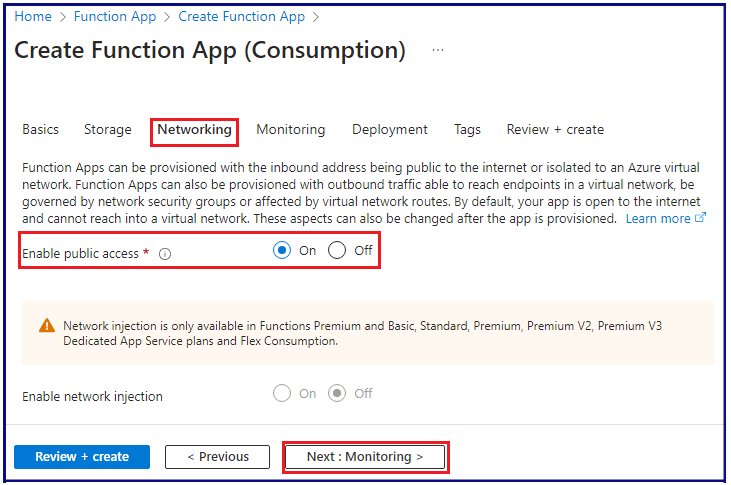 Home > Function App > Create Function App >
Create Function App (Consumption) ...
Basics Storage Networking Monitoring Deployment Tags Review + create
Function Apps can be provisioned with the inbound address being public to the internet or isolated to an Azure virtual
network. Function Apps can also be provisioned with outbound traffic able to reach endpoints in a virtual network, be
governed by network security groups or affected by virtual network routes. By default, your app is open to the internet
and cannot reach into a virtual network. These aspects can also be changed after the app is provisioned. Learn more
Enable public access * On Off
Network injection is only available in Functions Premium and Basic, Standard, Premium, Premium V2, Premium V3
Dedicated App Service plans and Flex Consumption.
Enable network injection On Off
Review + create < Previous Next : Monitoring >